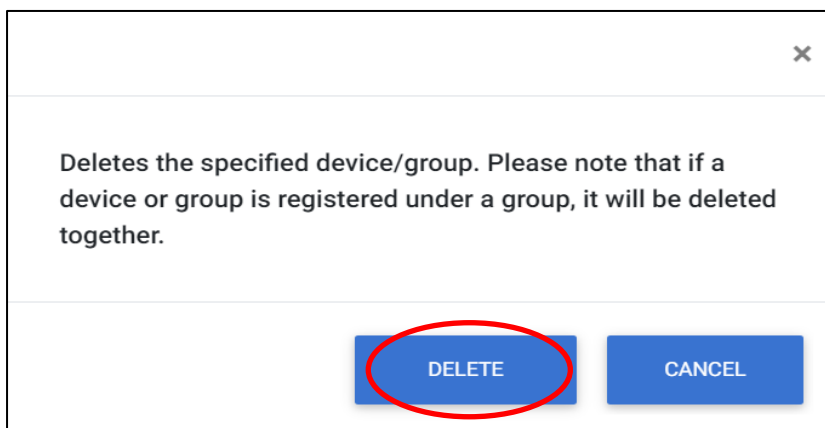 ×
Deletes the specified device/group. Please note that if a
device or group is registered under a group, it will be deleted
together.
DELETE CANCEL